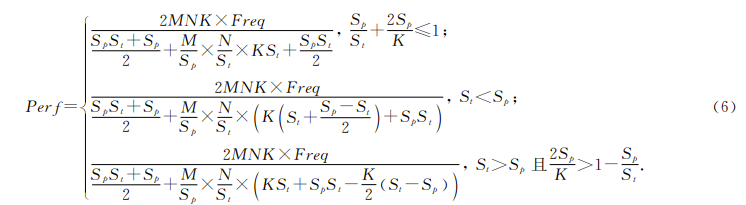 Perf = { 2MNK×Freq / ( (S_pS_t+S_p)/2 + M/S_p × N/S_t × KS_t + S_pS_t/2 ), S_p/S_t + 2S_p/K ≤ 1;
2MNK×Freq / ( (S_pS_t+S_p)/2 + M/S_p × N/S_t × (K(S_t + (S_p−S_t)/2) + S_pS_t) ), S_t < S_p; (6)
2MNK×Freq / ( (S_pS_t+S_p)/2 + M/S_p × N/S_t × (KS_t + S_pS_t − K/2 (S_t−S_p)) ), S_t > S_p 且 2S_p/K > 1 − S_p/S_t.